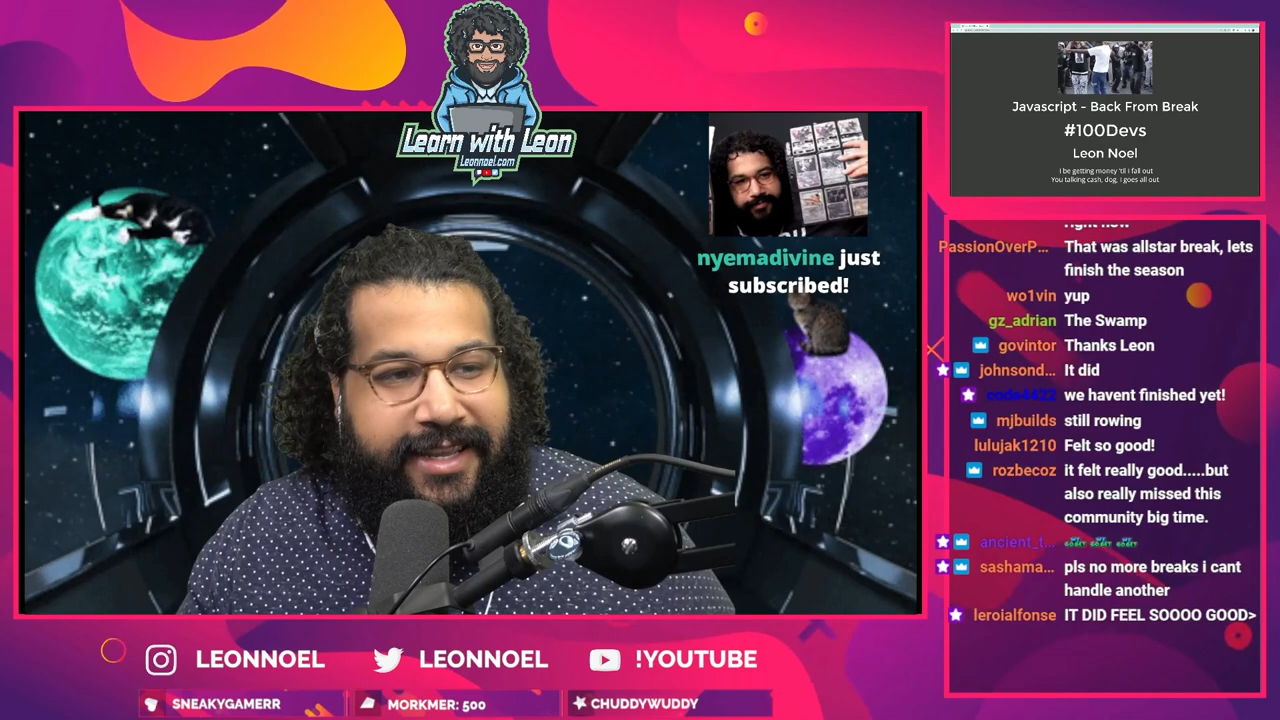 Learn with Leon
Leonnoel.com
nyemadivine just
subscribed!
Javascript - Back From Break
#100Devs
Leon Noel
I be getting money 'til I fall out
You talking cash, dog, I goes all out
right now
PassionOverP... That was allstar break, lets
finish the season
wo1vin yup
gz_adrian The Swamp
govintor Thanks Leon
johnsond... It did
code4422 we havent finished yet!
mjbuilds still rowing
lulujak1210 Felt so good!
rozbecoz it felt really good.....but
also really missed this
community big time.
ancient_t...
sashama... pls no more breaks i cant
handle another
leroialfonse IT DID FEEL SOOOO GOOD>
LEONNOEL LEONNOEL !YOUTUBE
SNEAKYGAMERR MORKMER: 500 CHUDDYWUDDY